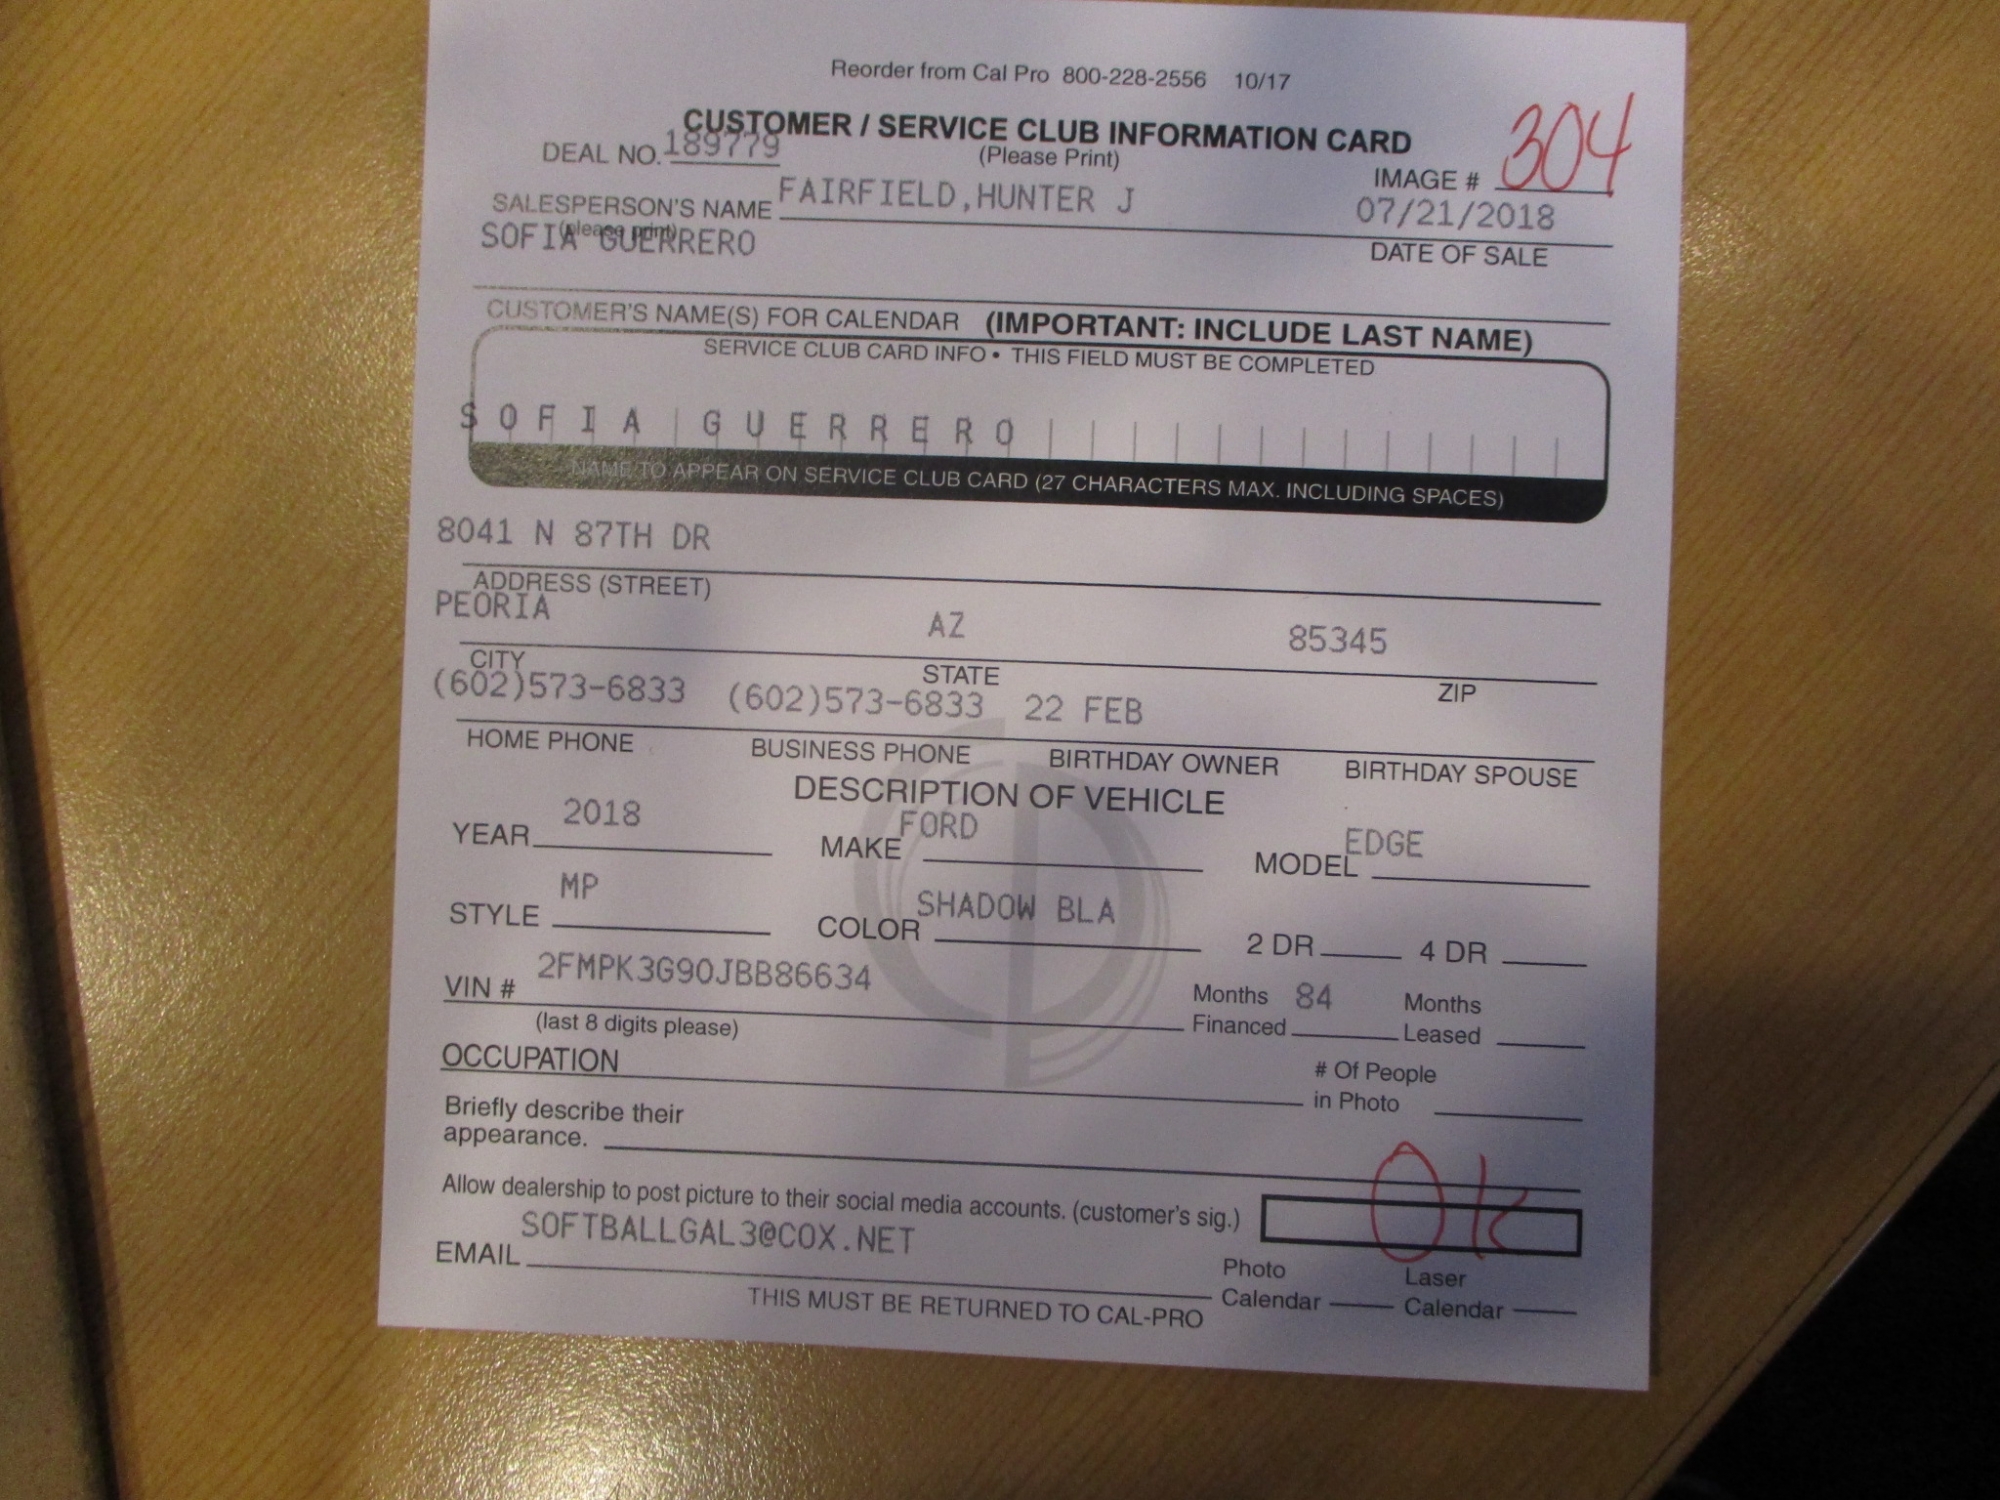 Reorder from Cal Pro 800-228-2556 10/17
CUSTOMER / SERVICE CLUB INFORMATION CARD
DEAL NO. 189779 (Please Print)
IMAGE # 304
SALESPERSON'S NAME FAIRFIELD,HUNTER J 07/21/2018
(please print) DATE OF SALE
SOFIA GUERRERO
CUSTOMER'S NAME(S) FOR CALENDAR (IMPORTANT: INCLUDE LAST NAME)
SERVICE CLUB CARD INFO • THIS FIELD MUST BE COMPLETED
SOFIA GUERRERO
NAME TO APPEAR ON SERVICE CLUB CARD (27 CHARACTERS MAX. INCLUDING SPACES)
8041 N 87TH DR
ADDRESS (STREET)
PEORIA AZ 85345
CITY STATE ZIP
(602)573-6833 (602)573-6833 22 FEB
HOME PHONE BUSINESS PHONE BIRTHDAY OWNER BIRTHDAY SPOUSE
DESCRIPTION OF VEHICLE
YEAR 2018 MAKE FORD MODEL EDGE
STYLE MP COLOR SHADOW BLA 2 DR 4 DR
VIN # 2FMPK3G90JBB86634 Months Financed 84 Months Leased
(last 8 digits please)
OCCUPATION # Of People in Photo
Briefly describe their
appearance.
Allow dealership to post picture to their social media accounts. (customer's sig.) Ok
EMAIL SOFTBALLGAL3@COX.NET
Photo Calendar Laser Calendar
THIS MUST BE RETURNED TO CAL-PRO